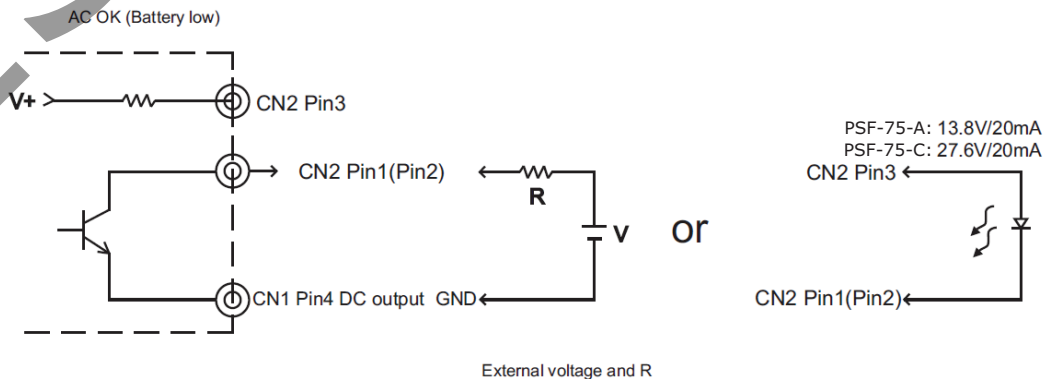 AC OK (Battery low)
V+
CN2 Pin3
CN2 Pin1(Pin2)
R
V
CN1 Pin4 DC output GND
or
PSF-75-A: 13.8V/20mA
PSF-75-C: 27.6V/20mA
CN2 Pin3
CN2 Pin1(Pin2)
External voltage and R